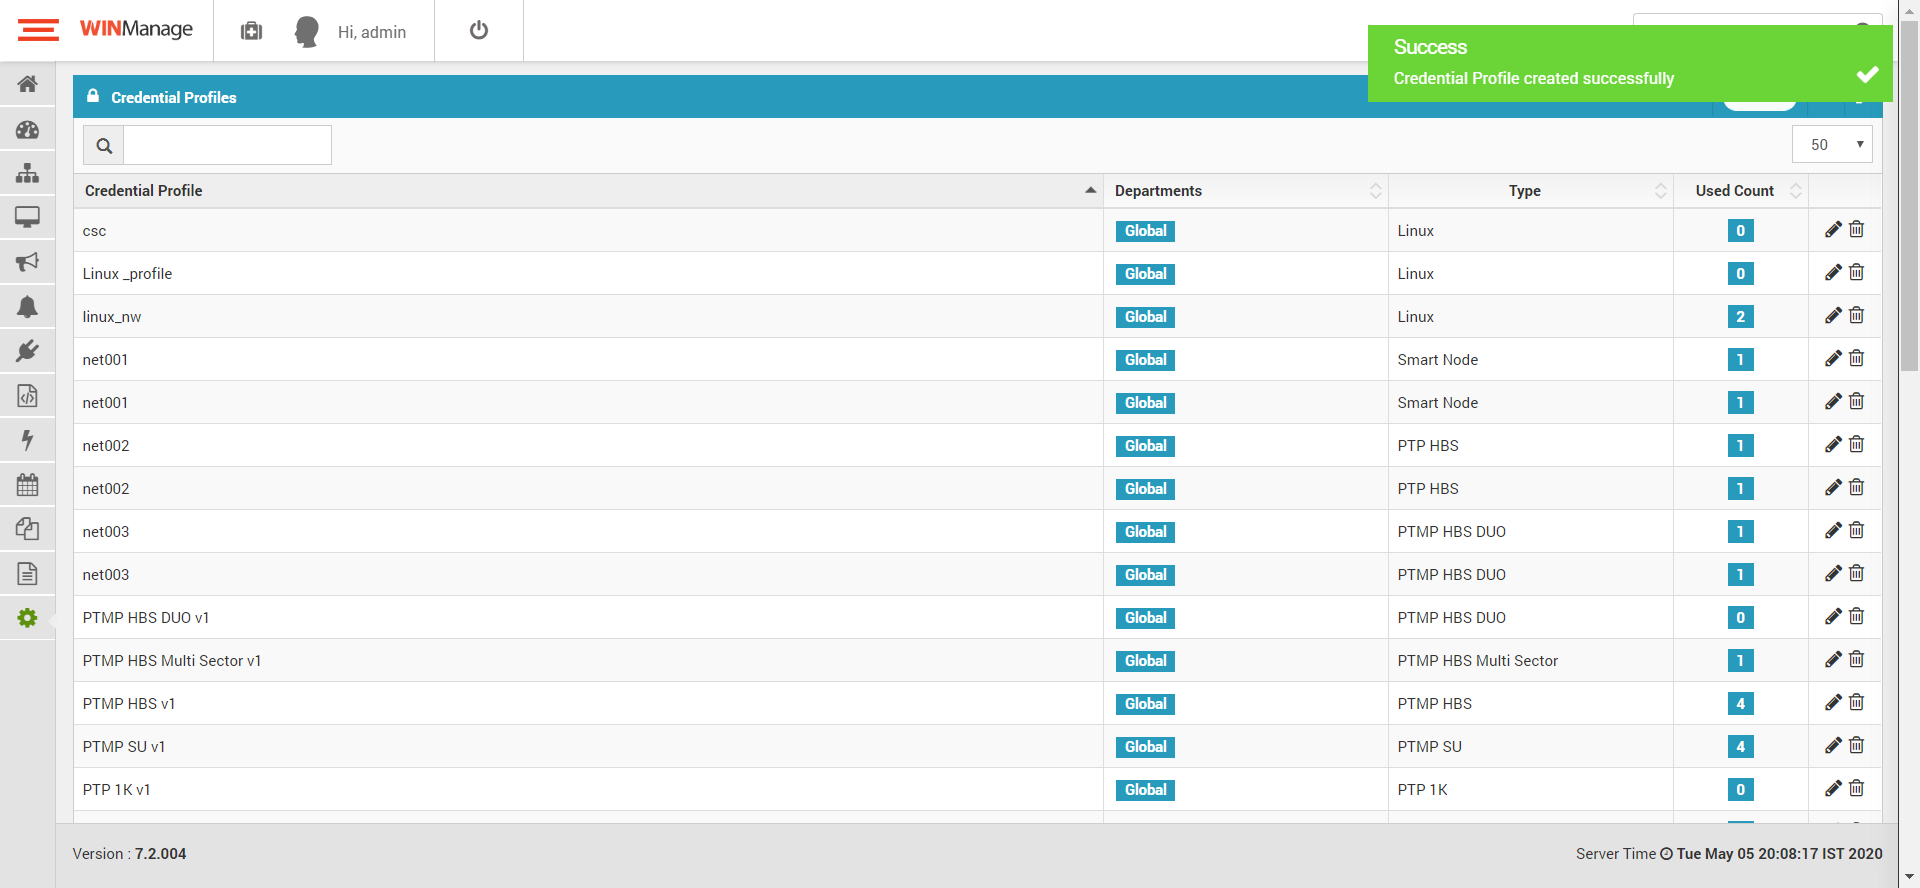 WINManage
Hi, admin
Success
Credential Profile created successfully
Credential Profiles
50
Credential Profile Departments Type Used Count
csc Global Linux 0
Linux _profile Global Linux 0
linux_nw Global Linux 2
net001 Global Smart Node 1
net001 Global Smart Node 1
net002 Global PTP HBS 1
net002 Global PTP HBS 1
net003 Global PTMP HBS DUO 1
net003 Global PTMP HBS DUO 1
PTMP HBS DUO v1 Global PTMP HBS DUO 0
PTMP HBS Multi Sector v1 Global PTMP HBS Multi Sector 1
PTMP HBS v1 Global PTMP HBS 4
PTMP SU v1 Global PTMP SU 4
PTP 1K v1 Global PTP 1K 0
Version : 7.2.004
Server Time Tue May 05 20:08:17 IST 2020